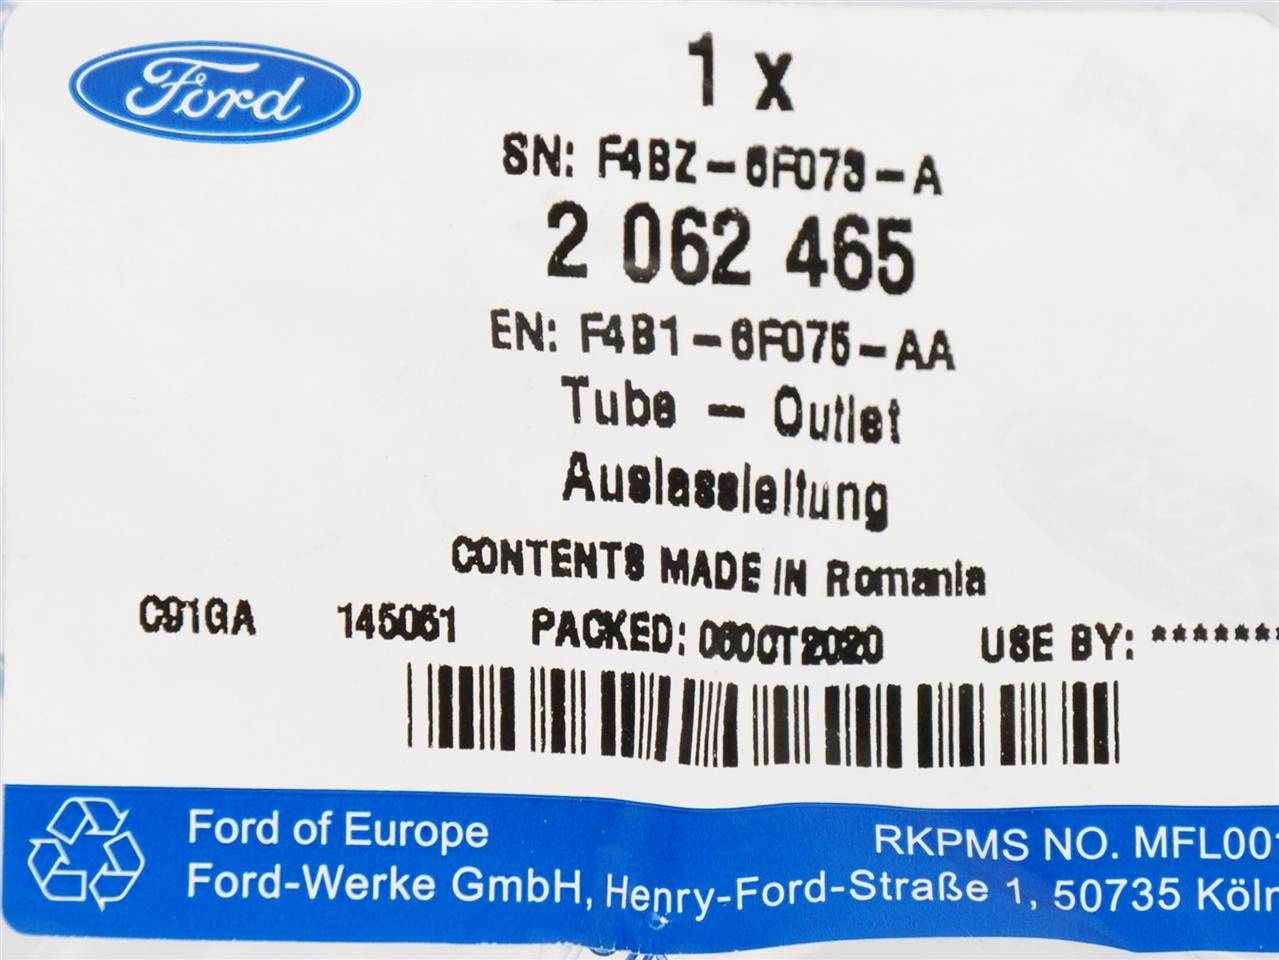 Ford
1 x
SN: F4BZ-6F073-A
2 062 465
EN: F4B1-6F075-AA
Tube - Outlet
Auslassleitung
CONTENTS MADE IN Romania
C91GA 145051 PACKED: 06OCT2020 USE BY: *******
Ford of Europe
RKPMS NO. MFL001
Ford-Werke GmbH, Henry-Ford-Straße 1, 50735 Köln